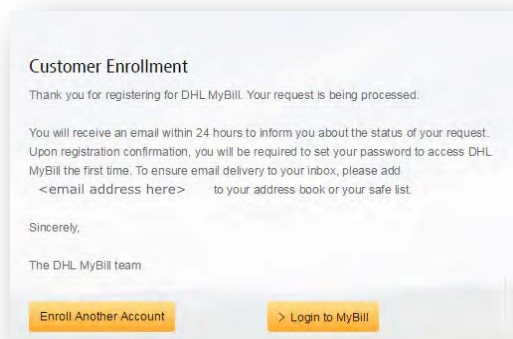 Customer Enrollment
Thank you for registering for DHL MyBill. Your request is being processed.
You will receive an email within 24 hours to inform you about the status of your request.
Upon registration confirmation, you will be required to set your password to access DHL
MyBill the first time. To ensure email delivery to your inbox, please add
<email address here> to your address book or your safe list.
Sincerely,
The DHL MyBill team
Enroll Another Account > Login to MyBill